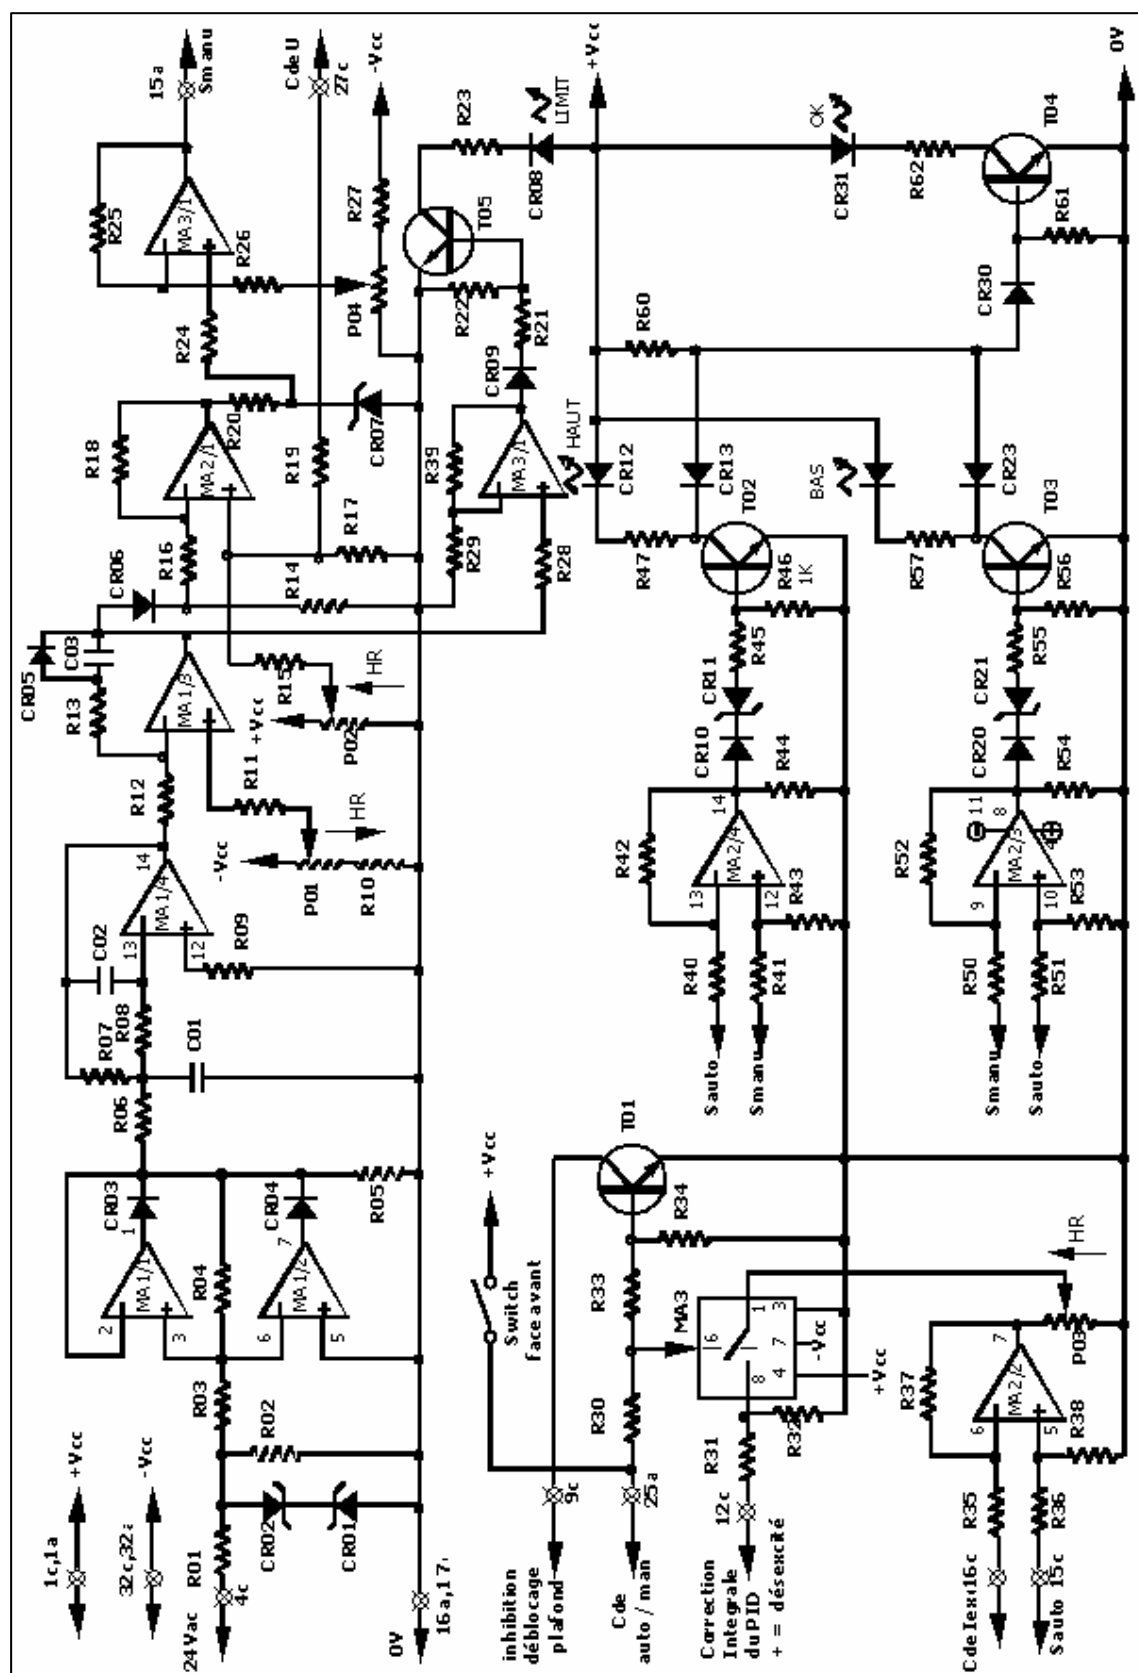 1c,1a
+Vcc
32c,32a
-Vcc
24Vac
4c
R01
CR02
CR01
R02
R03
0V
16a,17
2
3
MA1/1
1
CR03
R04
6
5
MA1/2
7
CR04
R05
R06
R07
R08
C01
C02
13
12
MA1/4
14
R09
R12
-Vcc
P01
R10
HR
R11
R13
CR05
C03
MA1/3
+Vcc
P02
R15
HR
CR06
R14
R16
R17
R18
MA2/1
R19
R20
CR07
R24
R25
MA3/1
R26
15a
Smanu
Cde U
27c
P04
R27
-Vcc
R29
R28
R39
MA3/1
CR09
R21
R22
T05
R23
CR08
LIMIT
+Vcc
inhibition
déblocage
plafond
9c
Cde
auto / man
25a
Switch
face avant
+Vcc
R30
R33
R34
T01
Correction
Integrale
du PID
+ = désexcité
12c
R31
R32
MA3
6
8
1
4
7
3
-Vcc
+Vcc
HR
Cde Iex
16c
Sauto
15c
R35
R36
6
5
MA2/2
7
R37
R38
P03
Sauto
Smanu
R40
R41
13
12
MA2/4
14
R42
R43
R44
CR10
CR11
R45
R46
1K
T02
R47
CR12
HAUT
CR13
R60
Smanu
Sauto
R50
R51
9
10
MA2/3
8
11
4
R52
R53
R54
CR20
CR21
R55
R56
T03
R57
BAS
CR23
CR30
R61
T04
R62
CR31
OK
0V